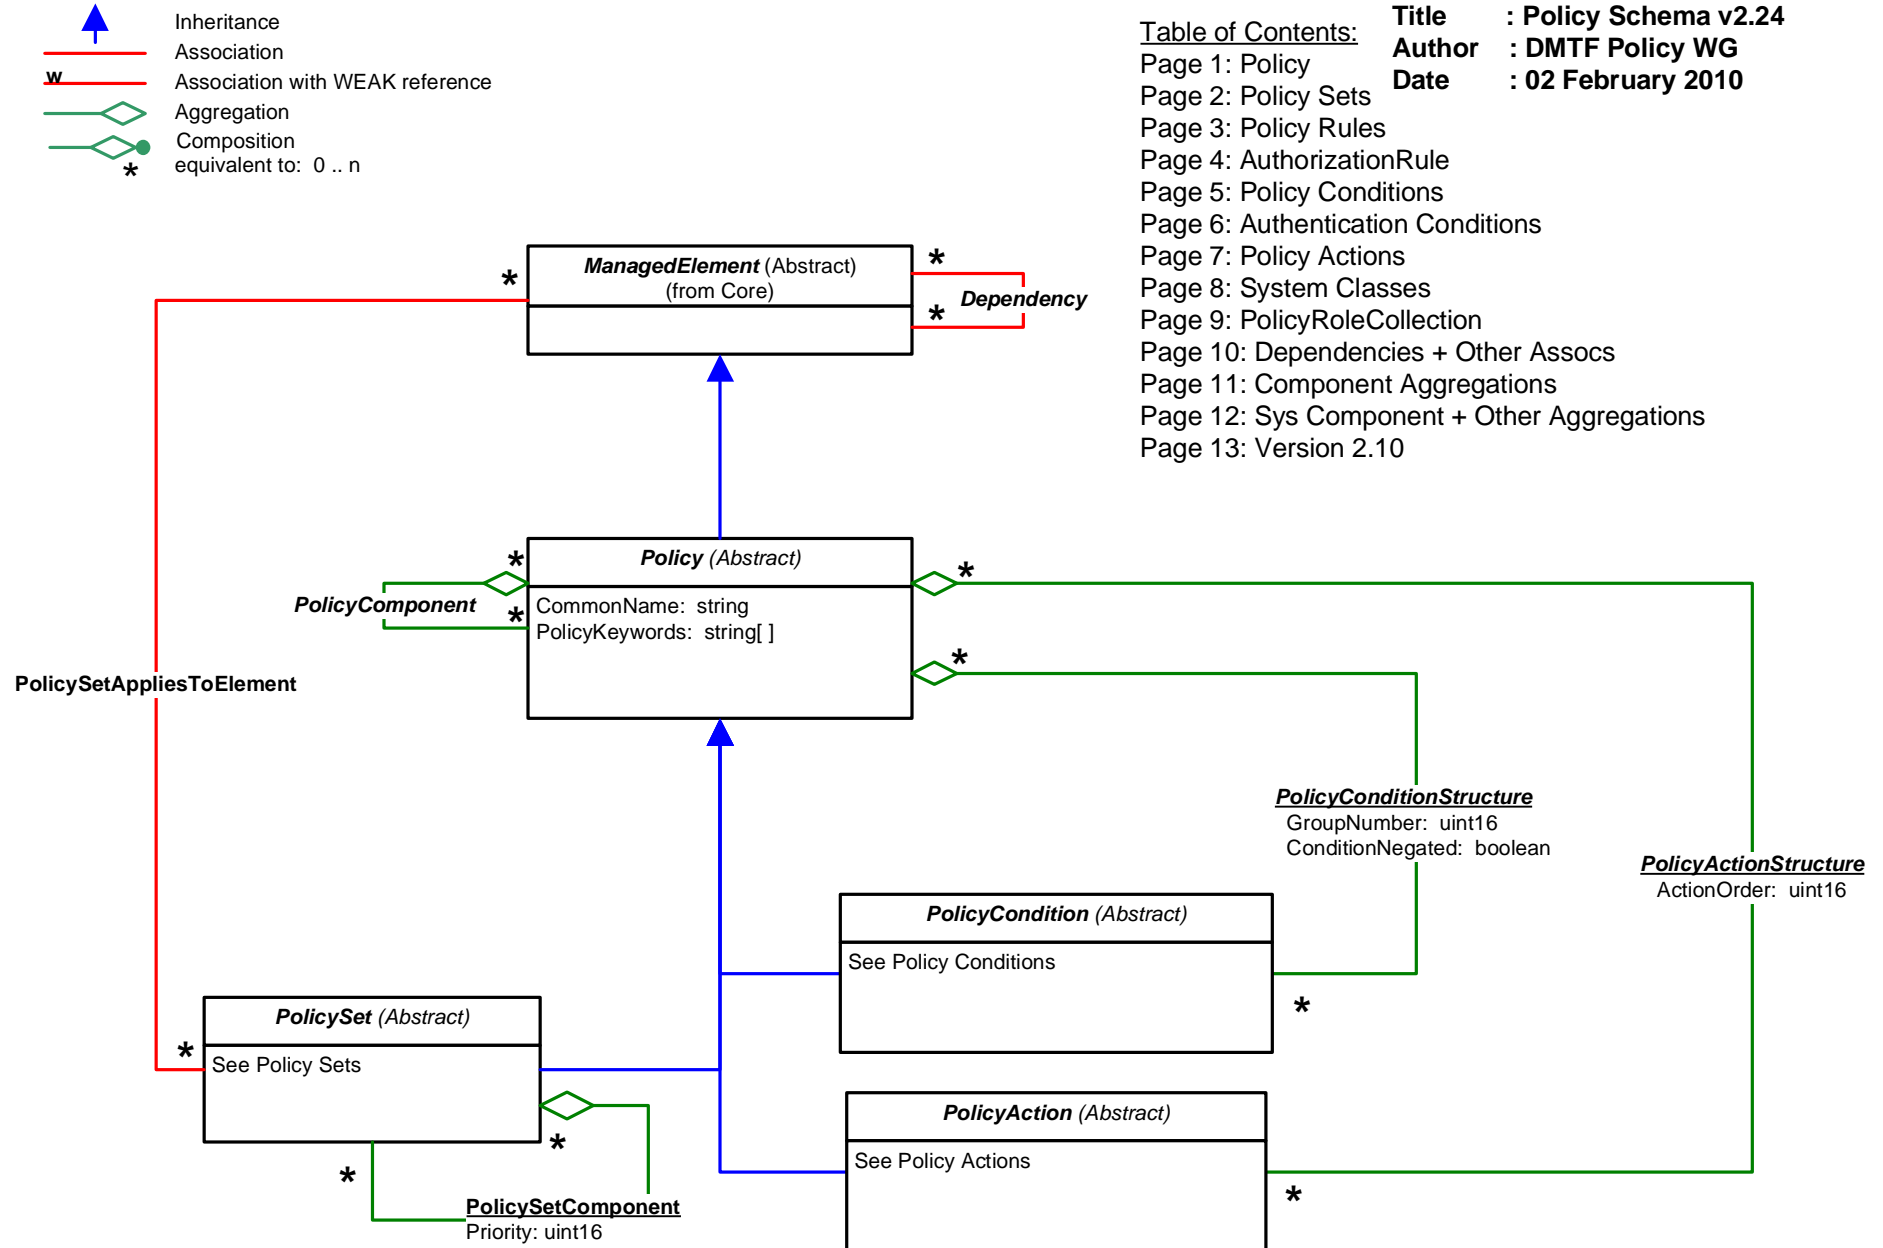 Inheritance
Association
w
Association with WEAK reference
Aggregation
Composition
* equivalent to: 0 .. n
Title : Policy Schema v2.24
Author : DMTF Policy WG
Date : 02 February 2010
Table of Contents:
Page 1: Policy
Page 2: Policy Sets
Page 3: Policy Rules
Page 4: AuthorizationRule
Page 5: Policy Conditions
Page 6: Authentication Conditions
Page 7: Policy Actions
Page 8: System Classes
Page 9: PolicyRoleCollection
Page 10: Dependencies + Other Assocs
Page 11: Component Aggregations
Page 12: Sys Component + Other Aggregations
Page 13: Version 2.10
ManagedElement (Abstract)
(from Core)
*
*
*
Dependency
Policy (Abstract)
CommonName: string
PolicyKeywords: string[ ]
*
*
*
*
PolicyComponent
PolicySetAppliesToElement
PolicyConditionStructure
GroupNumber: uint16
ConditionNegated: boolean
PolicyActionStructure
ActionOrder: uint16
PolicyCondition (Abstract)
See Policy Conditions
*
PolicySet (Abstract)
See Policy Sets
*
*
*
PolicyAction (Abstract)
See Policy Actions
*
PolicySetComponent
Priority: uint16